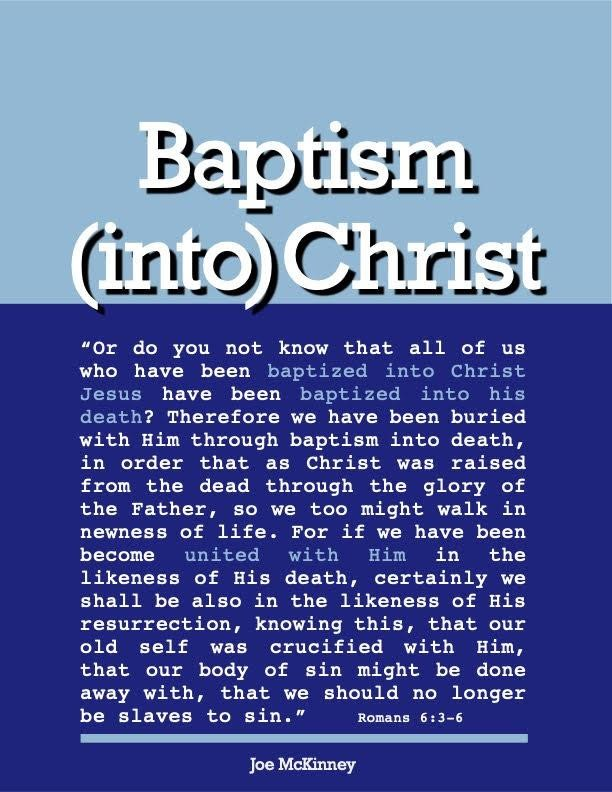 Baptism
(into) Christ
“Or do you not know that all of us
who have been baptized into Christ
Jesus have been baptized into his
death? Therefore we have been buried
with Him through baptism into death,
in order that as Christ was raised
from the dead through the glory of
the Father, so we too might walk in
newness of life. For if we have been
become united with Him in the
likeness of His death, certainly we
shall be also in the likeness of His
resurrection, knowing this, that our
old self was crucified with Him,
that our body of sin might be done
away with, that we should no longer
be slaves to sin.” Romans 6:3-6
Joe McKinney